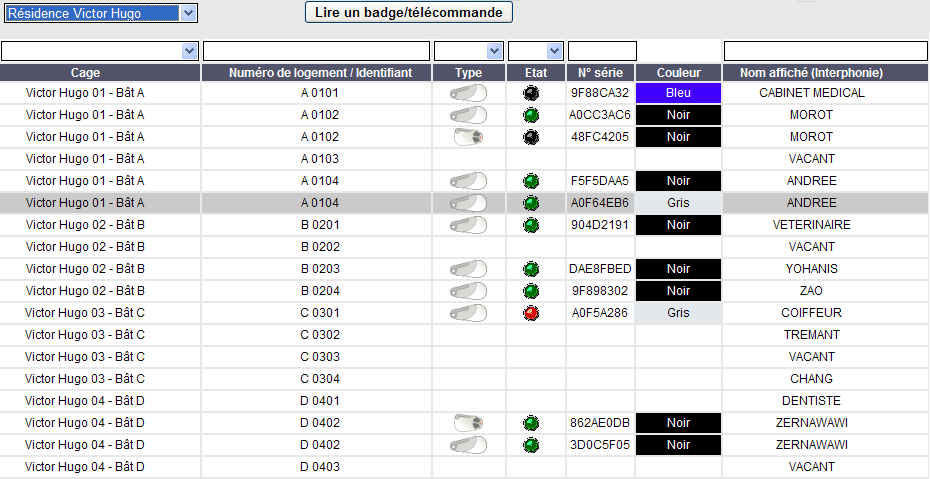 Résidence Victor Hugo Lire un badge/télécommande
Cage Numéro de logement / Identifiant Type Etat N° série Couleur Nom affiché (Interphonie)
Victor Hugo 01 - Bât A A 0101 9F88CA32 Bleu CABINET MEDICAL
Victor Hugo 01 - Bât A A 0102 A0CC3AC6 Noir MOROT
Victor Hugo 01 - Bât A A 0102 48FC4205 Noir MOROT
Victor Hugo 01 - Bât A A 0103 VACANT
Victor Hugo 01 - Bât A A 0104 F5F5DAA5 Noir ANDREE
Victor Hugo 01 - Bât A A 0104 A0F64EB6 Gris ANDREE
Victor Hugo 02 - Bât B B 0201 904D2191 Noir VETERINAIRE
Victor Hugo 02 - Bât B B 0202 VACANT
Victor Hugo 02 - Bât B B 0203 DAE8FBED Noir YOHANIS
Victor Hugo 02 - Bât B B 0204 9F898302 Noir ZAO
Victor Hugo 03 - Bât C C 0301 A0F5A286 Gris COIFFEUR
Victor Hugo 03 - Bât C C 0302 TREMANT
Victor Hugo 03 - Bât C C 0303 VACANT
Victor Hugo 03 - Bât C C 0304 CHANG
Victor Hugo 04 - Bât D D 0401 DENTISTE
Victor Hugo 04 - Bât D D 0402 862AE0DB Noir ZERNAWAWI
Victor Hugo 04 - Bât D D 0402 3D0C5F05 Noir ZERNAWAWI
Victor Hugo 04 - Bât D D 0403 VACANT